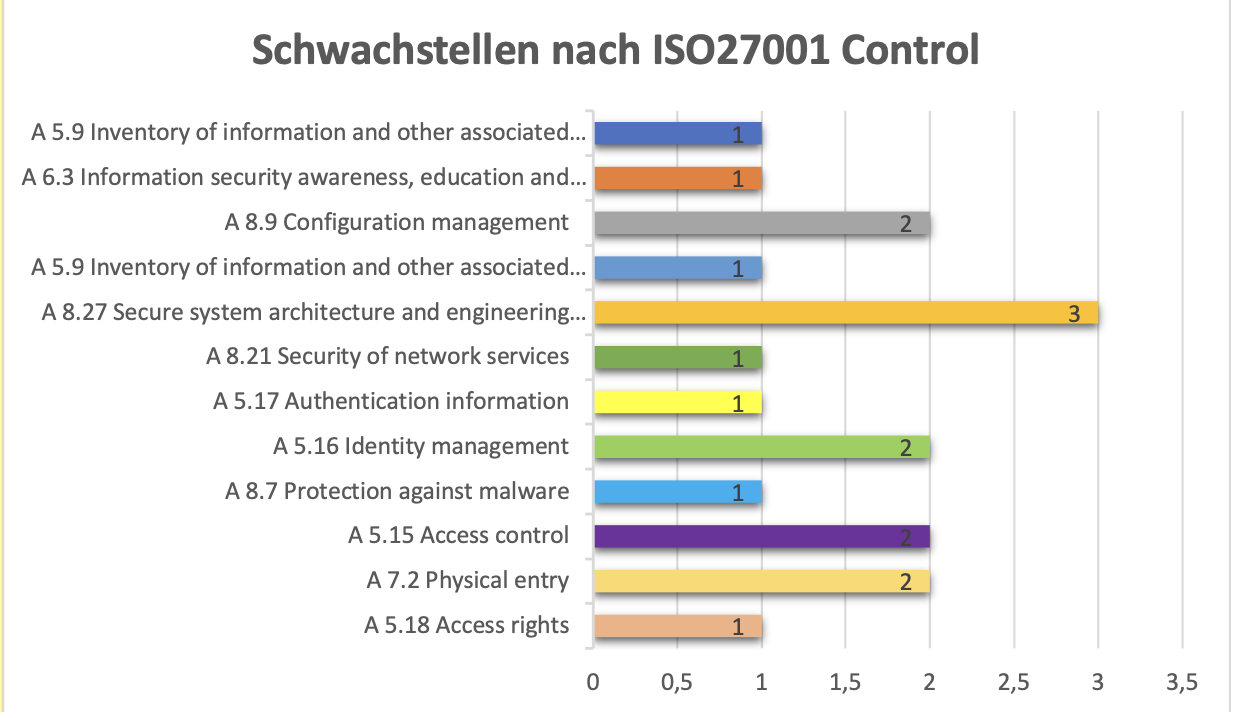 Schwachstellen nach ISO27001 Control
A 5.9 Inventory of information and other associated... 1
A 6.3 Information security awareness, education and... 1
A 8.9 Configuration management 2
A 5.9 Inventory of information and other associated... 1
A 8.27 Secure system architecture and engineering... 3
A 8.21 Security of network services 1
A 5.17 Authentication information 1
A 5.16 Identity management 2
A 8.7 Protection against malware 1
A 5.15 Access control 2
A 7.2 Physical entry 2
A 5.18 Access rights 1
0 0,5 1 1,5 2 2,5 3 3,5